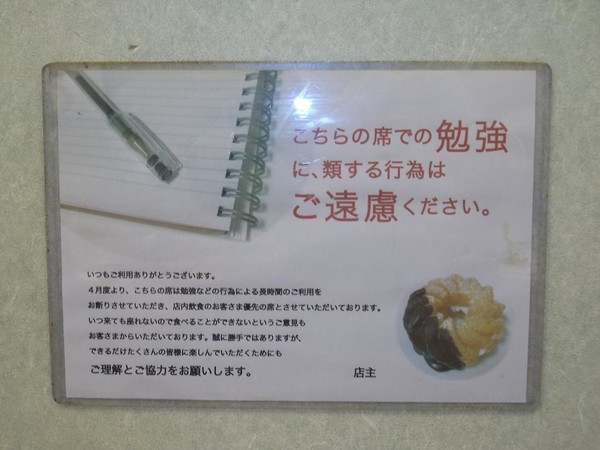 こちらの席での勉強
に、類する行為は
ご遠慮ください。
いつもご利用ありがとうございます。
４月度より、こちらの席は勉強などの行為による長時間のご利用を
お断りさせていただき、店内飲食のお客さま優先の席とさせていただいております。
いつ来ても座れないので食べることができないというご意見も
お客さまからいただいております。誠に勝手ではありますが、
できるだけたくさんの皆様に楽しんでいただくためにも
ご理解とご協力をお願いします。 店主